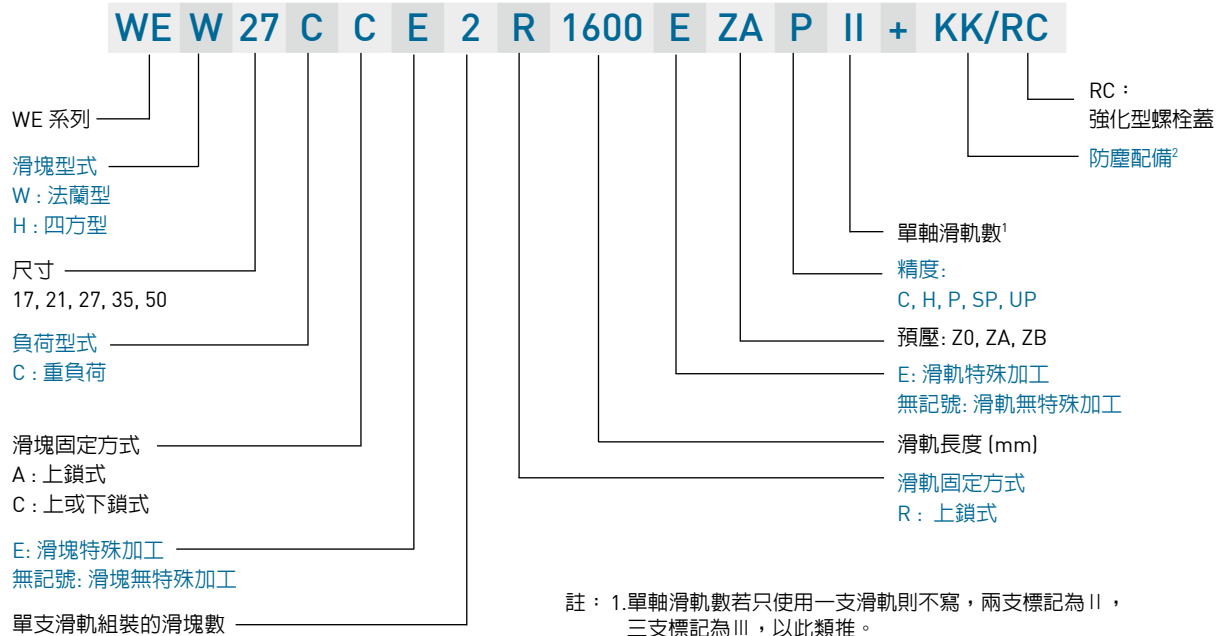 WE W 27 C C E 2 R 1600 E ZA P II + KK/RC
WE 系列
滑塊型式
W : 法蘭型
H : 四方型
尺寸
17, 21, 27, 35, 50
負荷型式
C : 重負荷
滑塊固定方式
A : 上鎖式
C : 上或下鎖式
E: 滑塊特殊加工
無記號: 滑塊無特殊加工
單支滑軌組裝的滑塊數
RC：
強化型螺栓蓋
防塵配備2
單軸滑軌數1
精度:
C, H, P, SP, UP
預壓: Z0, ZA, ZB
E: 滑軌特殊加工
無記號: 滑軌無特殊加工
滑軌長度 (mm)
滑軌固定方式
R : 上鎖式
註： 1.單軸滑軌數若只使用一支滑軌則不寫，兩支標記為II，
三支標記為III，以此類推。